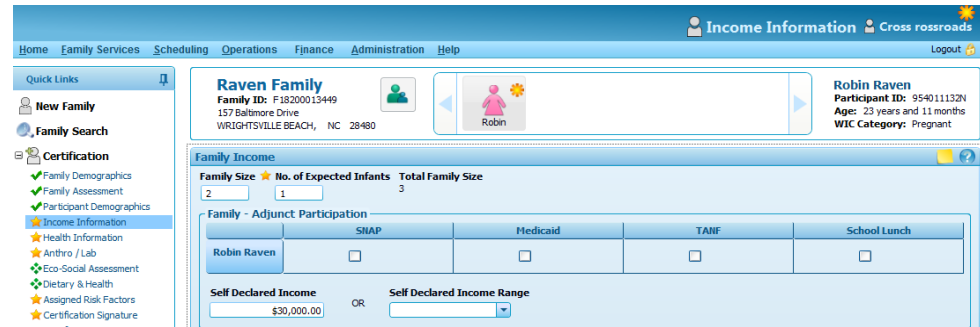 Income Information Cross rossroads
Home Family Services Scheduling Operations Finance Administration Help Logout
Quick Links
New Family
Family Search
Certification
Family Demographics
Family Assessment
Participant Demographics
Income Information
Health Information
Anthro / Lab
Eco-Social Assessment
Dietary & Health
Assigned Risk Factors
Certification Signature
Raven Family
Family ID: F18200013449
157 Baltimore Drive
WRIGHTSVILLE BEACH, NC 28480
Robin
Robin Raven
Participant ID: 954011132N
Age: 23 years and 11 months
WIC Category: Pregnant
Family Income
Family Size No. of Expected Infants Total Family Size
2 1 3
Family - Adjunct Participation
SNAP Medicaid TANF School Lunch
Robin Raven
Self Declared Income OR Self Declared Income Range
$30,000.00